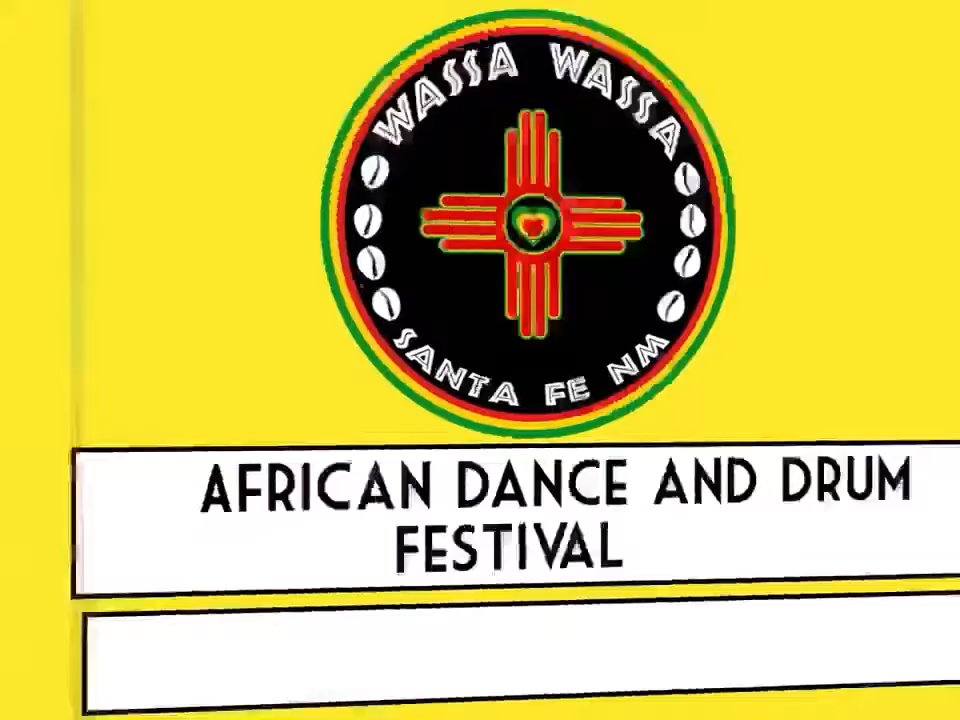 WASSA WASSA
SANTA FE NM
AFRICAN DANCE AND DRUM
FESTIVAL